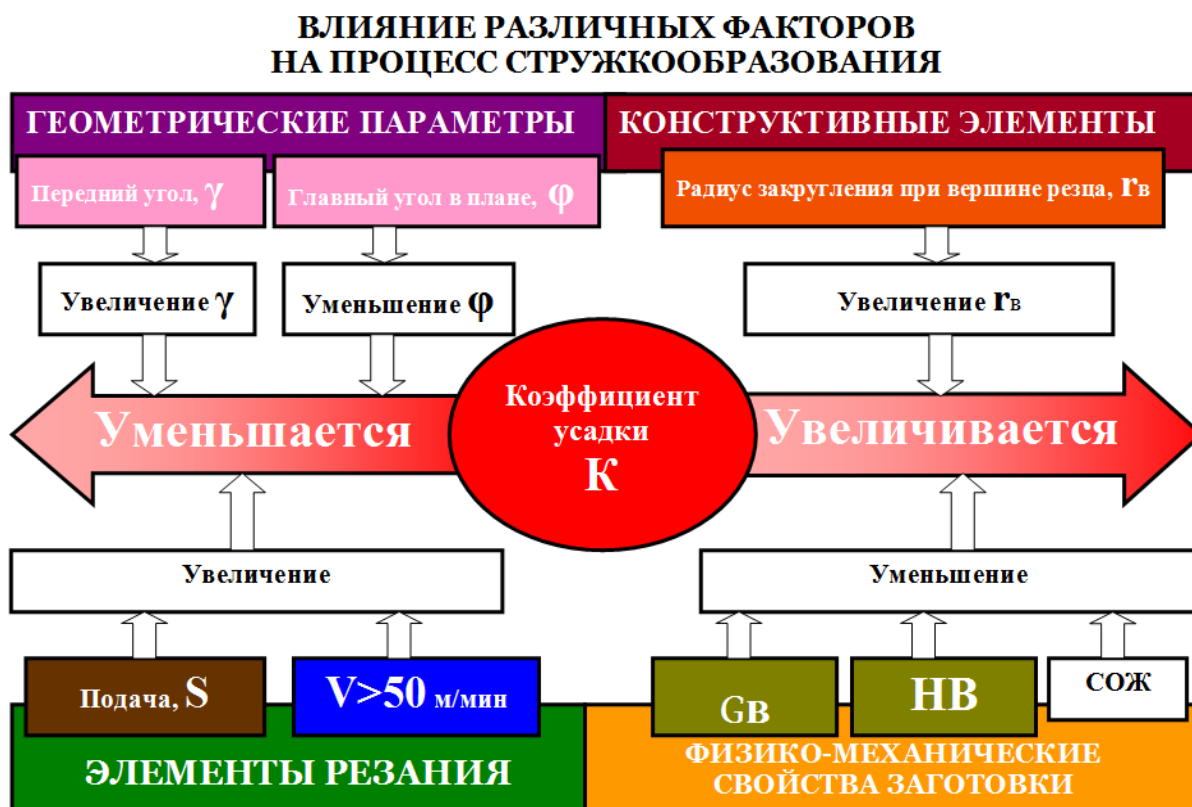 ВЛИЯНИЕ РАЗЛИЧНЫХ ФАКТОРОВ
НА ПРОЦЕСС СТРУЖКООБРАЗОВАНИЯ
ГЕОМЕТРИЧЕСКИЕ ПАРАМЕТРЫ
КОНСТРУКТИВНЫЕ ЭЛЕМЕНТЫ
Передний угол, γ
Главный угол в плане, φ
Радиус закругления при вершине резца, rв
Увеличение γ
Уменьшение φ
Увеличение rв
Уменьшается
Коэффициент
усадки
К
Увеличивается
Увеличение
Уменьшение
Подача, S
V>50 м/мин
Gв
НВ
СОЖ
ЭЛЕМЕНТЫ РЕЗАНИЯ
ФИЗИКО-МЕХАНИЧЕСКИЕ
СВОЙСТВА ЗАГОТОВКИ